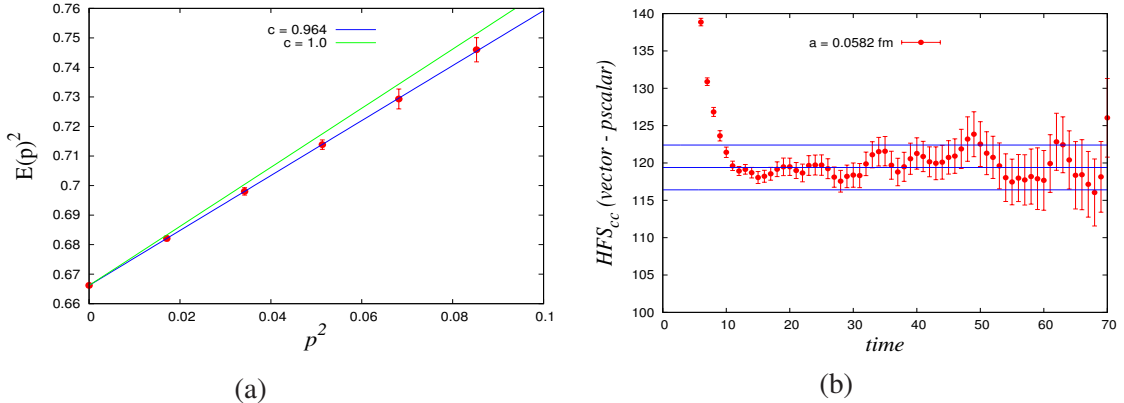 0.76
0.75
0.74
0.73
0.72
0.71
0.7
0.69
0.68
0.67
0.66
E(p)²
c = 0.964
c = 1.0
0 0.02 0.04 0.06 0.08 0.1
p²
(a)
140
135
130
125
120
115
110
105
100
HFS_cc (vector - pscalar)
a = 0.0582 fm
0 10 20 30 40 50 60 70
time
(b)